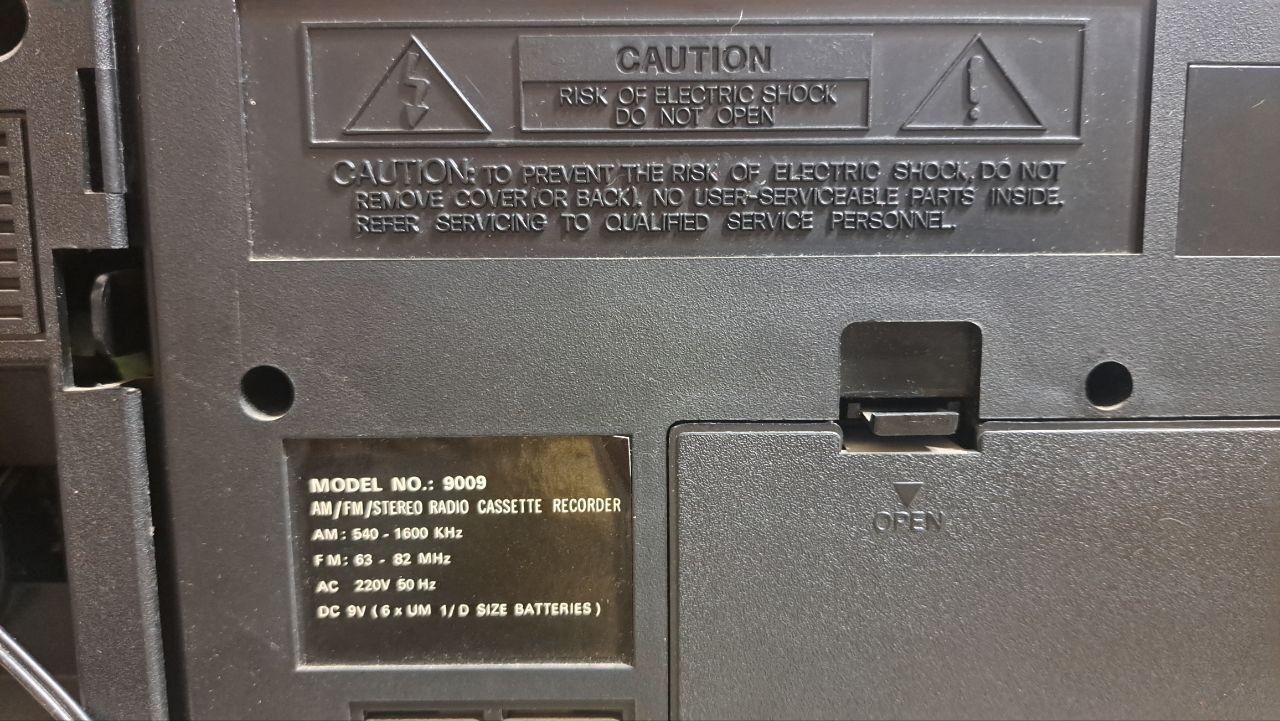 CAUTION
RISK OF ELECTRIC SHOCK
DO NOT OPEN
CAUTION: TO PREVENT THE RISK OF ELECTRIC SHOCK, DO NOT
REMOVE COVER (OR BACK). NO USER-SERVICEABLE PARTS INSIDE.
REFER SERVICING TO QUALIFIED SERVICE PERSONNEL.
MODEL NO.: 9009
AM/FM/STEREO RADIO CASSETTE RECORDER
AM: 540 - 1600 KHz
FM: 63 - 82 MHz
AC 220V 50 Hz
DC 9V (6 x UM 1/D SIZE BATTERIES)
OPEN